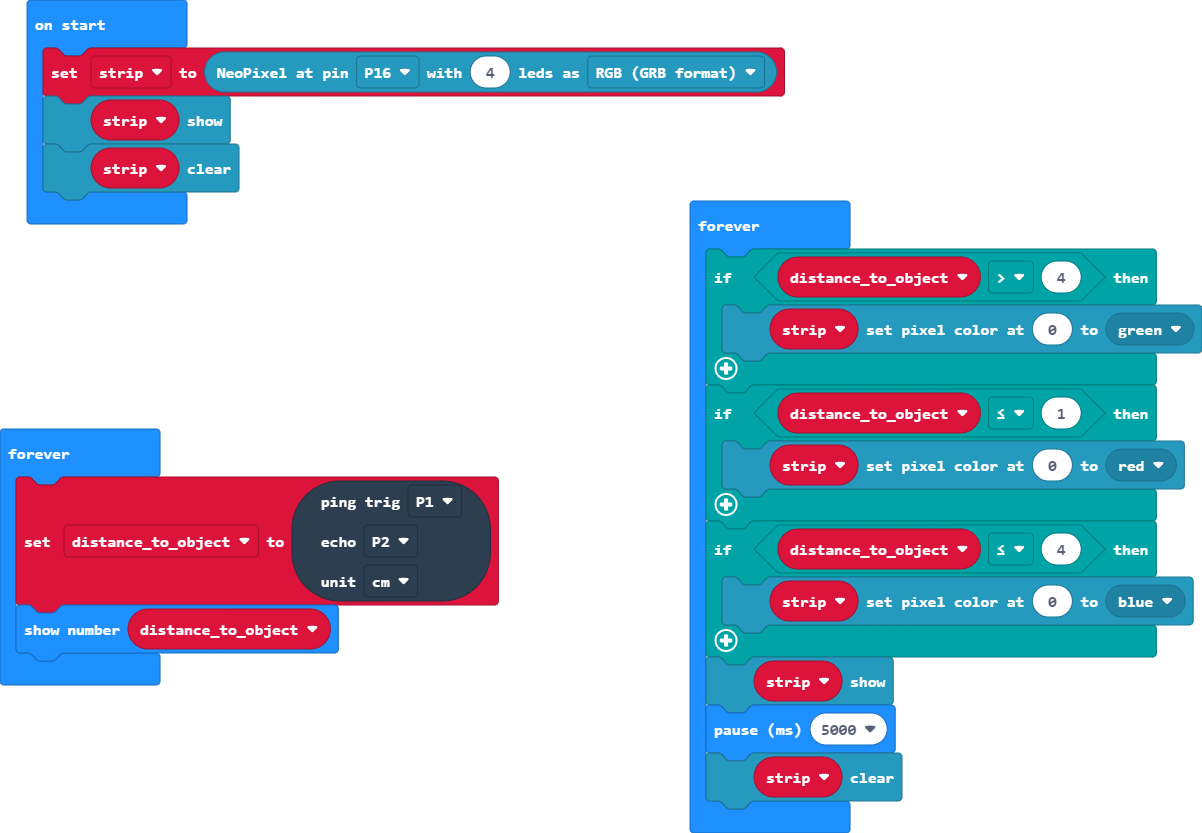 on start
set strip to NeoPixel at pin P16 with 4 leds as RGB (GRB format)
strip show
strip clear
forever
if distance_to_object > 4 then
strip set pixel color at 0 to green
if distance_to_object ≤ 1 then
strip set pixel color at 0 to red
if distance_to_object ≤ 4 then
strip set pixel color at 0 to blue
strip show
pause (ms) 5000
strip clear
forever
set distance_to_object to ping trig P1
echo P2
unit cm
show number distance_to_object